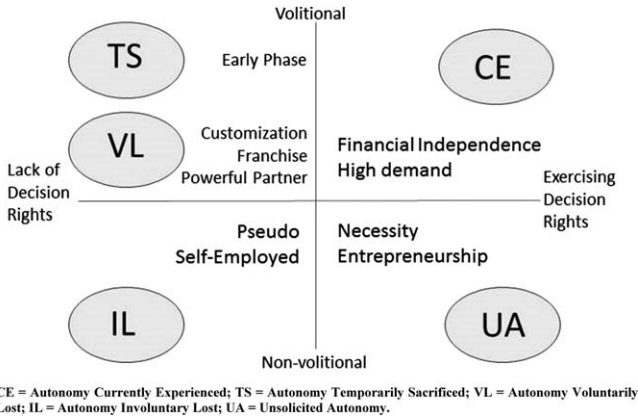 Volitional
TS
Early Phase
CE
VL
Customization
Franchise
Powerful Partner
Financial Independence
High demand
Lack of
Decision
Rights
Exercising
Decision
Rights
Pseudo
Self-Employed
Necessity
Entrepreneurship
IL
UA
Non-volitional
CE = Autonomy Currently Experienced; TS = Autonomy Temporarily Sacrificed; VL = Autonomy Voluntarily
Lost; IL = Autonomy Involuntary Lost; UA = Unsolicited Autonomy.